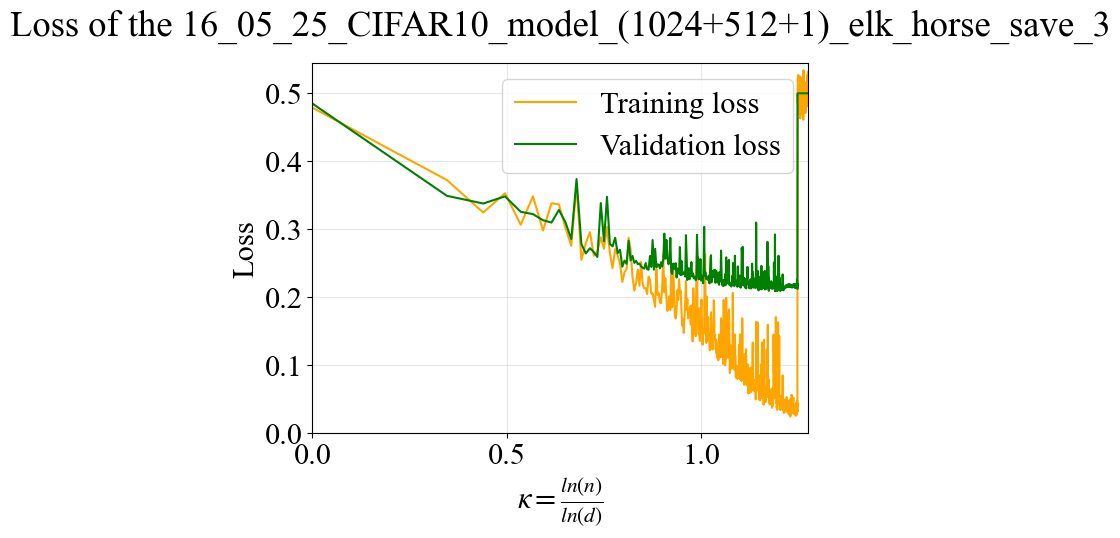 Loss of the 16_05_25_CIFAR10_model_(1024+512+1)_elk_horse_save_3
Training loss
Validation loss
Loss
0.5
0.4
0.3
0.2
0.1
0.0
0.0 0.5 1.0
κ = ln(n)/ln(d)